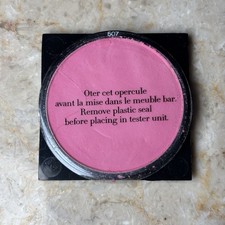 507
Oter cet opercule
avant la mise dans le meuble bar.
Remove plastic seal
before placing in tester unit.